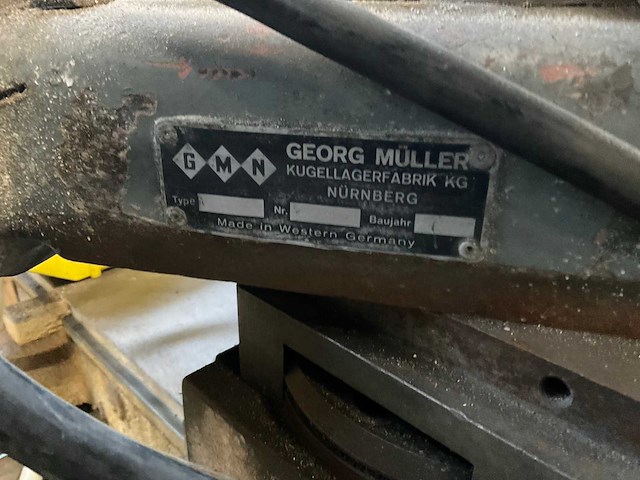 GMN GEORG MÜLLER
KUGELLAGERFABRIK KG
NÜRNBERG
Type Nr. Baujahr
Made in Western Germany